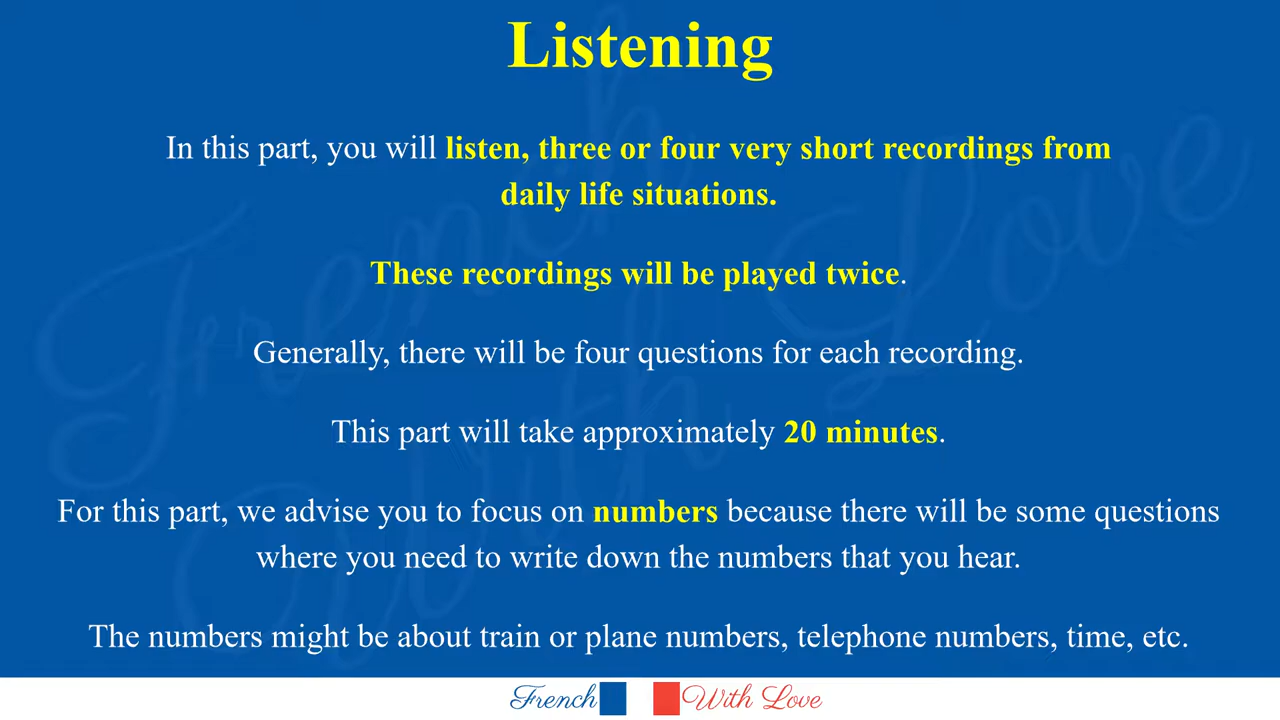 Listening
In this part, you will listen, three or four very short recordings from
daily life situations.
These recordings will be played twice.
Generally, there will be four questions for each recording.
This part will take approximately 20 minutes.
For this part, we advise you to focus on numbers because there will be some questions
where you need to write down the numbers that you hear.
The numbers might be about train or plane numbers, telephone numbers, time, etc.
French With Love